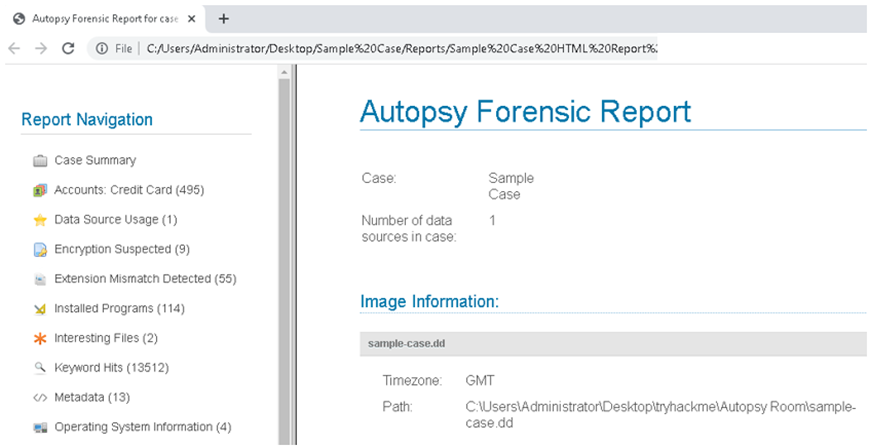 Autopsy Forensic Report for case
File
C:/Users/Administrator/Desktop/Sample%20Case/Reports/Sample%20Case%20HTML%20Report%
Report Navigation
Case Summary
Accounts: Credit Card (495)
Data Source Usage (1)
Encryption Suspected (9)
Extension Mismatch Detected (55)
Installed Programs (114)
Interesting Files (2)
Keyword Hits (13512)
Metadata (13)
Operating System Information (4)
Autopsy Forensic Report
Case: Sample
Case
Number of data 1
sources in case:
Image Information:
sample-case.dd
Timezone: GMT
Path: C:\Users\Administrator\Desktop\tryhackme\Autopsy Room\sample-
case.dd